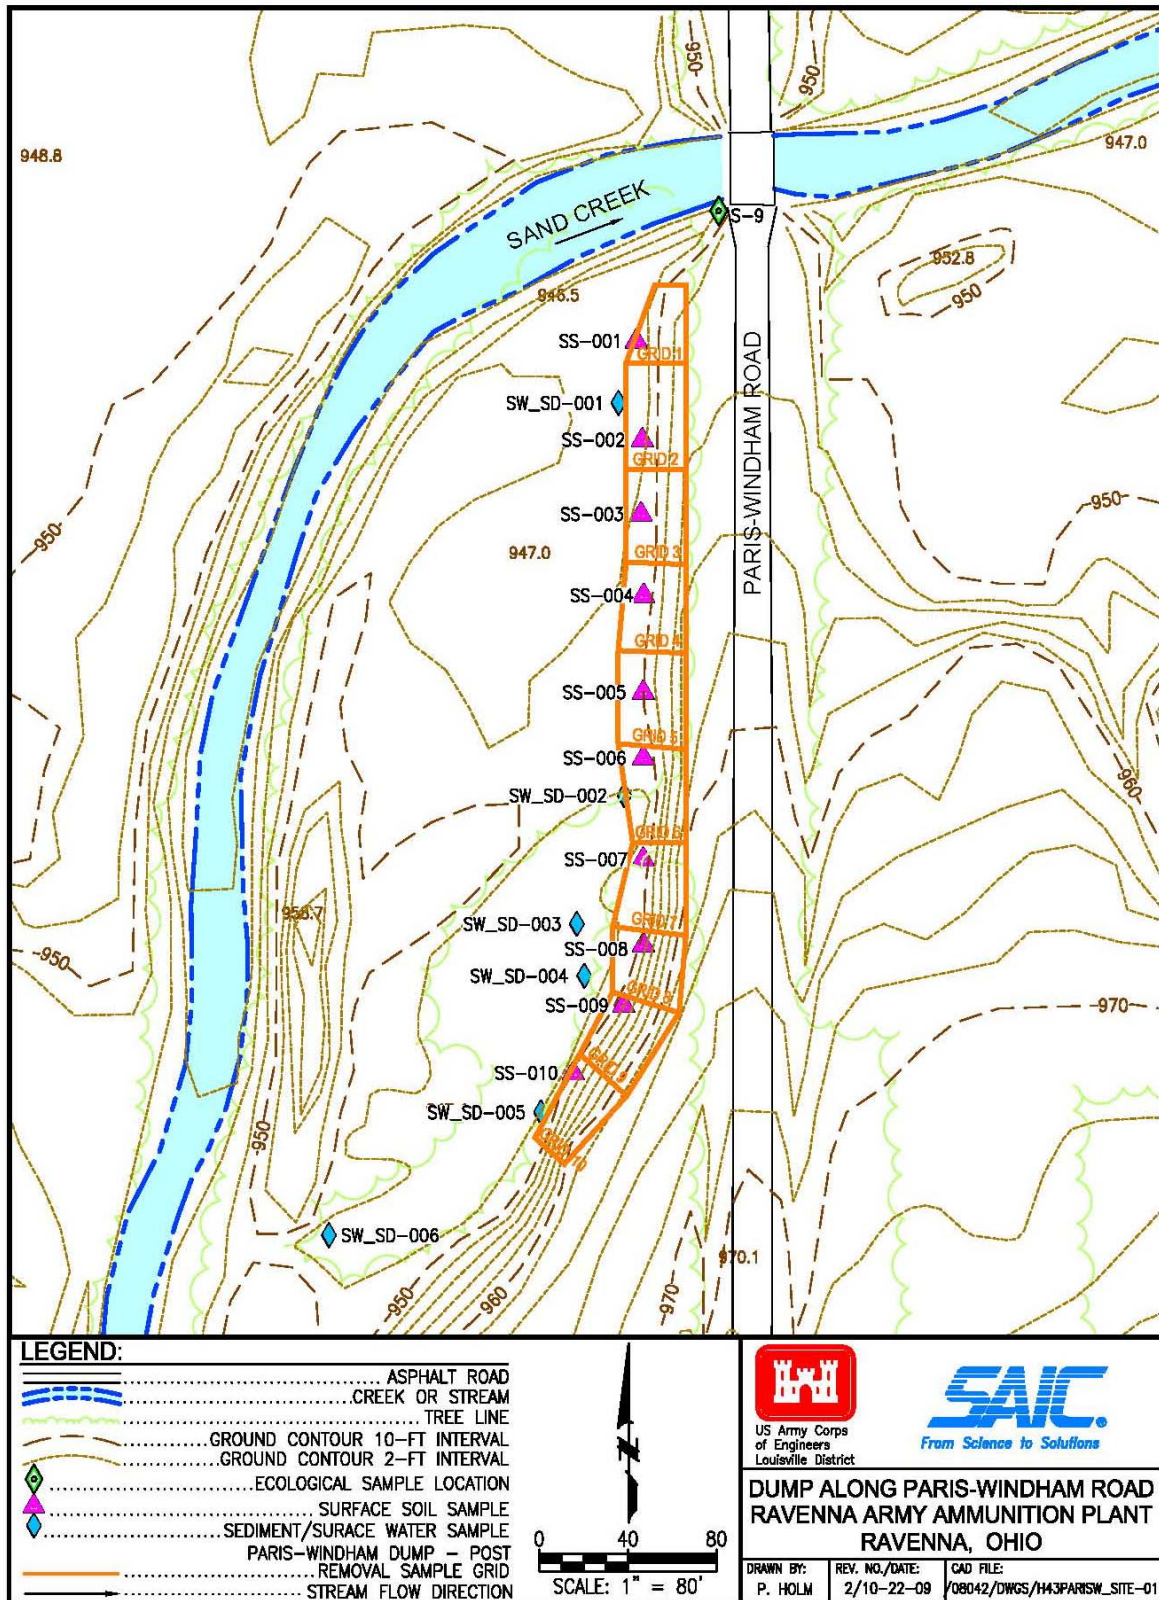 -950-
950
948.8
947.0
SAND CREEK
S-9
952.8
950
SS-001
GRID 1
SW_SD-001
SS-002
GRID 2
PARIS-WINDHAM ROAD
SS-003
-950-
-950-
947.0
GRID 3
SS-004
GRID 4
SS-005
GRID 5
SS-006
960
SW_SD-002
GRID 6
SS-007
SW_SD-003
GRID 7
SS-008
-950-
SW_SD-004
GRID 8
SS-009
-970-
SS-010
GRID 9
SW_SD-005
-950-
GRID 10
SW_SD-006
970.1
-950
960
-970-
LEGEND:
ASPHALT ROAD
CREEK OR STREAM
TREE LINE
GROUND CONTOUR 10-FT INTERVAL
GROUND CONTOUR 2-FT INTERVAL
ECOLOGICAL SAMPLE LOCATION
SURFACE SOIL SAMPLE
SEDIMENT/SURACE WATER SAMPLE
PARIS-WINDHAM DUMP - POST
REMOVAL SAMPLE GRID
STREAM FLOW DIRECTION
N
0 40 80
SCALE: 1" = 80'
US Army Corps
of Engineers
Louisville District
SAIC®
From Science to Solutions
DUMP ALONG PARIS-WINDHAM ROAD
RAVENNA ARMY AMMUNITION PLANT
RAVENNA, OHIO
DRAWN BY:
P. HOLM
REV. NO./DATE:
2/10-22-09
CAD FILE:
/08042/DWGS/H43PARISW_SITE-01